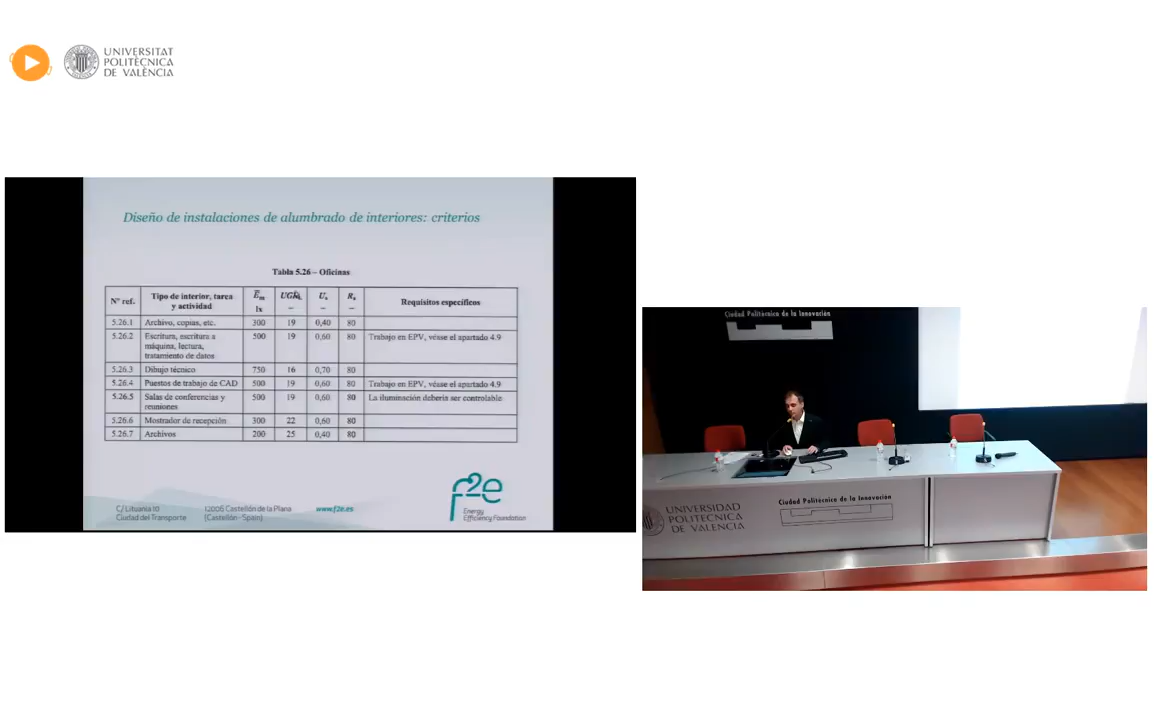 UNIVERSITAT
POLITÈCNICA
DE VALÈNCIA
Diseño de instalaciones de alumbrado de interiores: criterios
Tabla 5.26 – Oficinas
Nº ref. Tipo de interior, tarea y actividad Ēm lx UGRL – Uo – Ra – Requisitos específicos
5.26.1 Archivo, copias, etc. 300 19 0,40 80
5.26.2 Escritura, escritura a máquina, lectura, tratamiento de datos 500 19 0,60 80 Trabajo en EPV, véase el apartado 4.9
5.26.3 Dibujo técnico 750 16 0,70 80
5.26.4 Puestos de trabajo de CAD 500 19 0,60 80 Trabajo en EPV, véase el apartado 4.9
5.26.5 Salas de conferencias y reuniones 500 19 0,60 80 La iluminación debería ser controlable
5.26.6 Mostrador de recepción 300 22 0,60 80
5.26.7 Archivos 200 25 0,40 80
C/ Lituania 10 12006 Castellón de la Plana www.f2e.es
Ciudad del Transporte (Castellón - Spain)
f2e
Energy
Efficiency Foundation
Ciudad Politécnica de la Innovación
Ciudad Politécnica de la Innovación
UNIVERSIDAD
POLITECNICA
DE VALENCIA